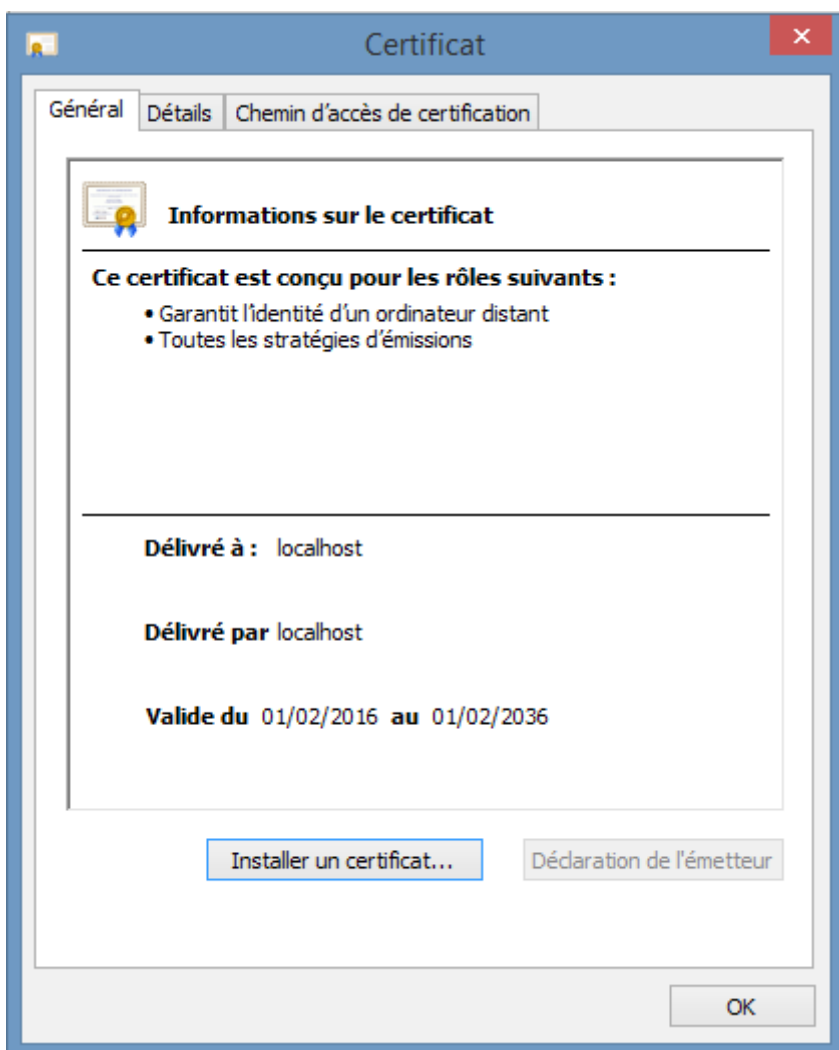 Certificat
Général
Détails
Chemin d'accès de certification
Informations sur le certificat
Ce certificat est conçu pour les rôles suivants :
• Garantit l'identité d'un ordinateur distant
• Toutes les stratégies d'émissions
Délivré à : localhost
Délivré par localhost
Valide du 01/02/2016 au 01/02/2036
Installer un certificat...
Déclaration de l'émetteur
OK